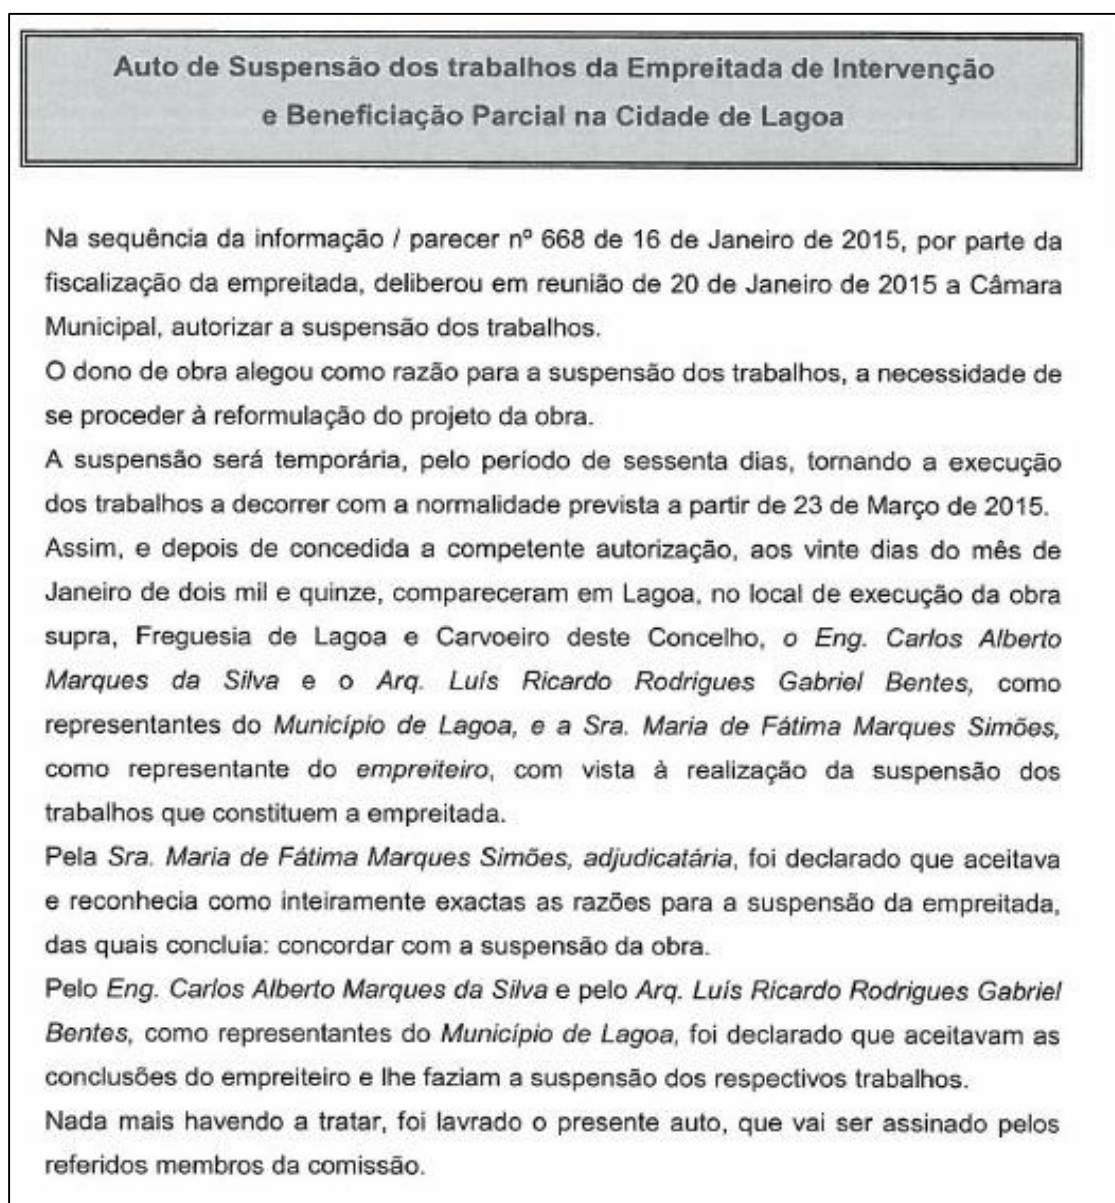 Auto de Suspensão dos trabalhos da Empreitada de Intervenção
e Beneficiação Parcial na Cidade de Lagoa
Na sequência da informação / parecer nº 668 de 16 de Janeiro de 2015, por parte da
fiscalização da empreitada, deliberou em reunião de 20 de Janeiro de 2015 a Câmara
Municipal, autorizar a suspensão dos trabalhos.
O dono de obra alegou como razão para a suspensão dos trabalhos, a necessidade de
se proceder à reformulação do projeto da obra.
A suspensão será temporária, pelo período de sessenta dias, tornando a execução
dos trabalhos a decorrer com a normalidade prevista a partir de 23 de Março de 2015.
Assim, e depois de concedida a competente autorização, aos vinte dias do mês de
Janeiro de dois mil e quinze, compareceram em Lagoa, no local de execução da obra
supra, Freguesia de Lagoa e Carvoeiro deste Concelho, o Eng. Carlos Alberto
Marques da Silva e o Arq. Luís Ricardo Rodrigues Gabriel Bentes, como
representantes do Município de Lagoa, e a Sra. Maria de Fátima Marques Simões,
como representante do empreiteiro, com vista à realização da suspensão dos
trabalhos que constituem a empreitada.
Pela Sra. Maria de Fátima Marques Simões, adjudicatária, foi declarado que aceitava
e reconhecia como inteiramente exactas as razões para a suspensão da empreitada,
das quais concluía: concordar com a suspensão da obra.
Pelo Eng. Carlos Alberto Marques da Silva e pelo Arq. Luís Ricardo Rodrigues Gabriel
Bentes, como representantes do Município de Lagoa, foi declarado que aceitavam as
conclusões do empreiteiro e lhe faziam a suspensão dos respectivos trabalhos.
Nada mais havendo a tratar, foi lavrado o presente auto, que vai ser assinado pelos
referidos membros da comissão.